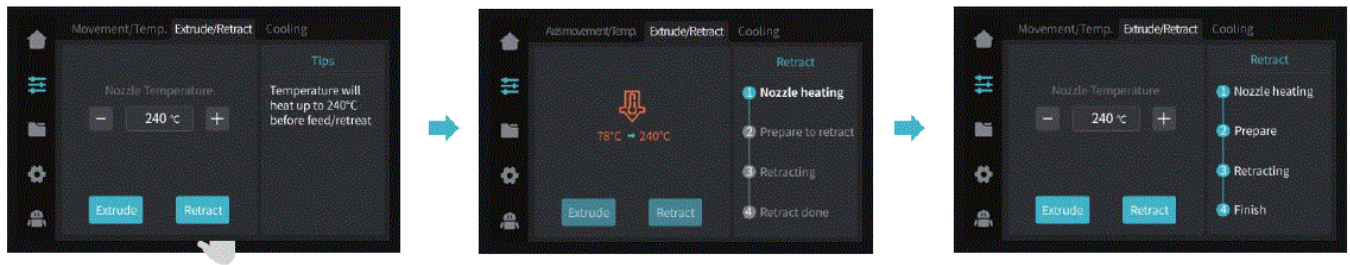 Movement/Temp. Extrude/Retract Cooling
Tips
Nozzle Temperature
Temperature will
heat up to 240°C
before feed/retreat
− 240 °C +
Extrude Retract
Axis movement/Temp. Extrude/Retract Cooling
Retract
1 Nozzle heating
78°C → 240°C
2 Prepare to retract
3 Retracting
Extrude Retract
4 Retract done
Movement/Temp. Extrude/Retract Cooling
Retract
Nozzle Temperature
1 Nozzle heating
− 240 °C +
2 Prepare
3 Retracting
Extrude Retract
4 Finish